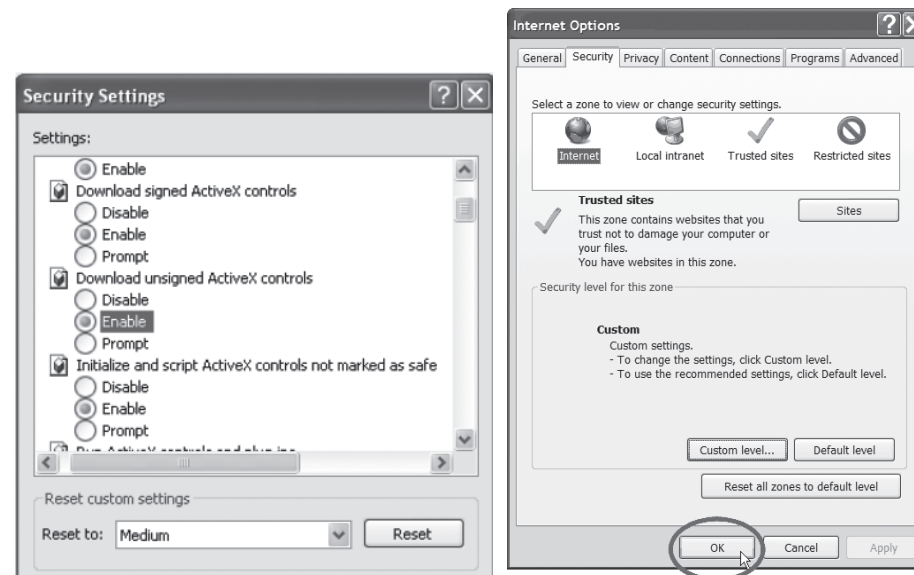 Security Settings
Settings:
Enable
Download signed ActiveX controls
Disable
Enable
Prompt
Download unsigned ActiveX controls
Disable
Enable
Prompt
Initialize and script ActiveX controls not marked as safe
Disable
Enable
Prompt
Run ActiveX controls and plug-ins
Reset custom settings
Reset to: Medium Reset
Internet Options
General Security Privacy Content Connections Programs Advanced
Select a zone to view or change security settings.
Internet Local intranet Trusted sites Restricted sites
Trusted sites
Sites
This zone contains websites that you
trust not to damage your computer or
your files.
You have websites in this zone.
Security level for this zone
Custom
Custom settings.
- To change the settings, click Custom level.
- To use the recommended settings, click Default level.
Custom level... Default level
Reset all zones to default level
OK Cancel Apply